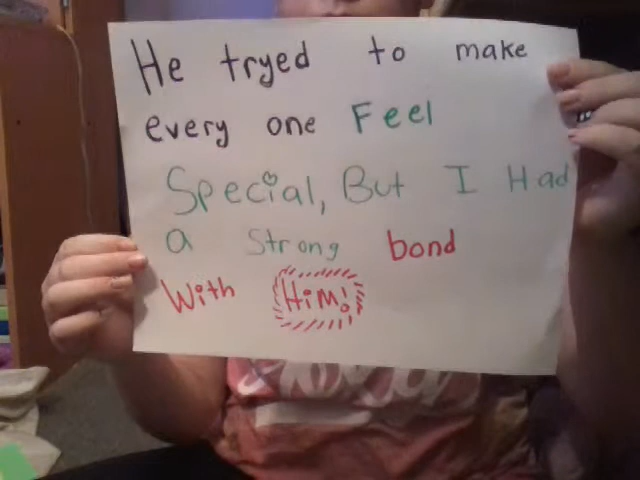 He tryed to make
every one Feel
Special, But I Had
a Strong bond
With HiM!